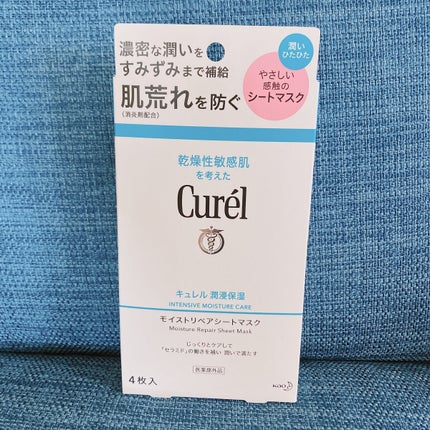 濃密な潤いを
すみずみまで補給
肌荒れを防ぐ
（消炎剤配合）
潤い
ひたひた
やさしい
感触の
シートマスク
乾燥性敏感肌
を考えた
Curél
キュレル 潤浸保湿
INTENSIVE MOISTURE CARE
モイストリペアシートマスク
Moisture Repair Sheet Mask
じっくりとケアして
「セラミド」の働きを補い 潤いで満たす
医薬部外品
4枚入
Kao